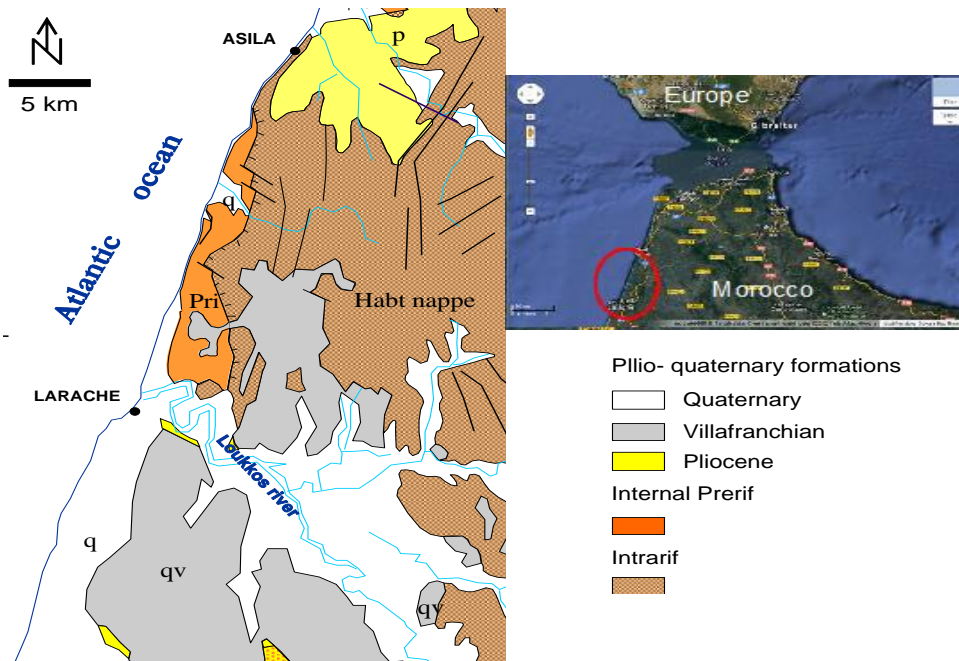 N
5 km
ASILA
p
Atlantic ocean
q
Pri
Habt nappe
LARACHE
Loukkos river
q
qv
qv
Europe
Gibralter
Morocco
Pllio- quaternary formations
Quaternary
Villafranchian
Pliocene
Internal Prerif
Intrarif